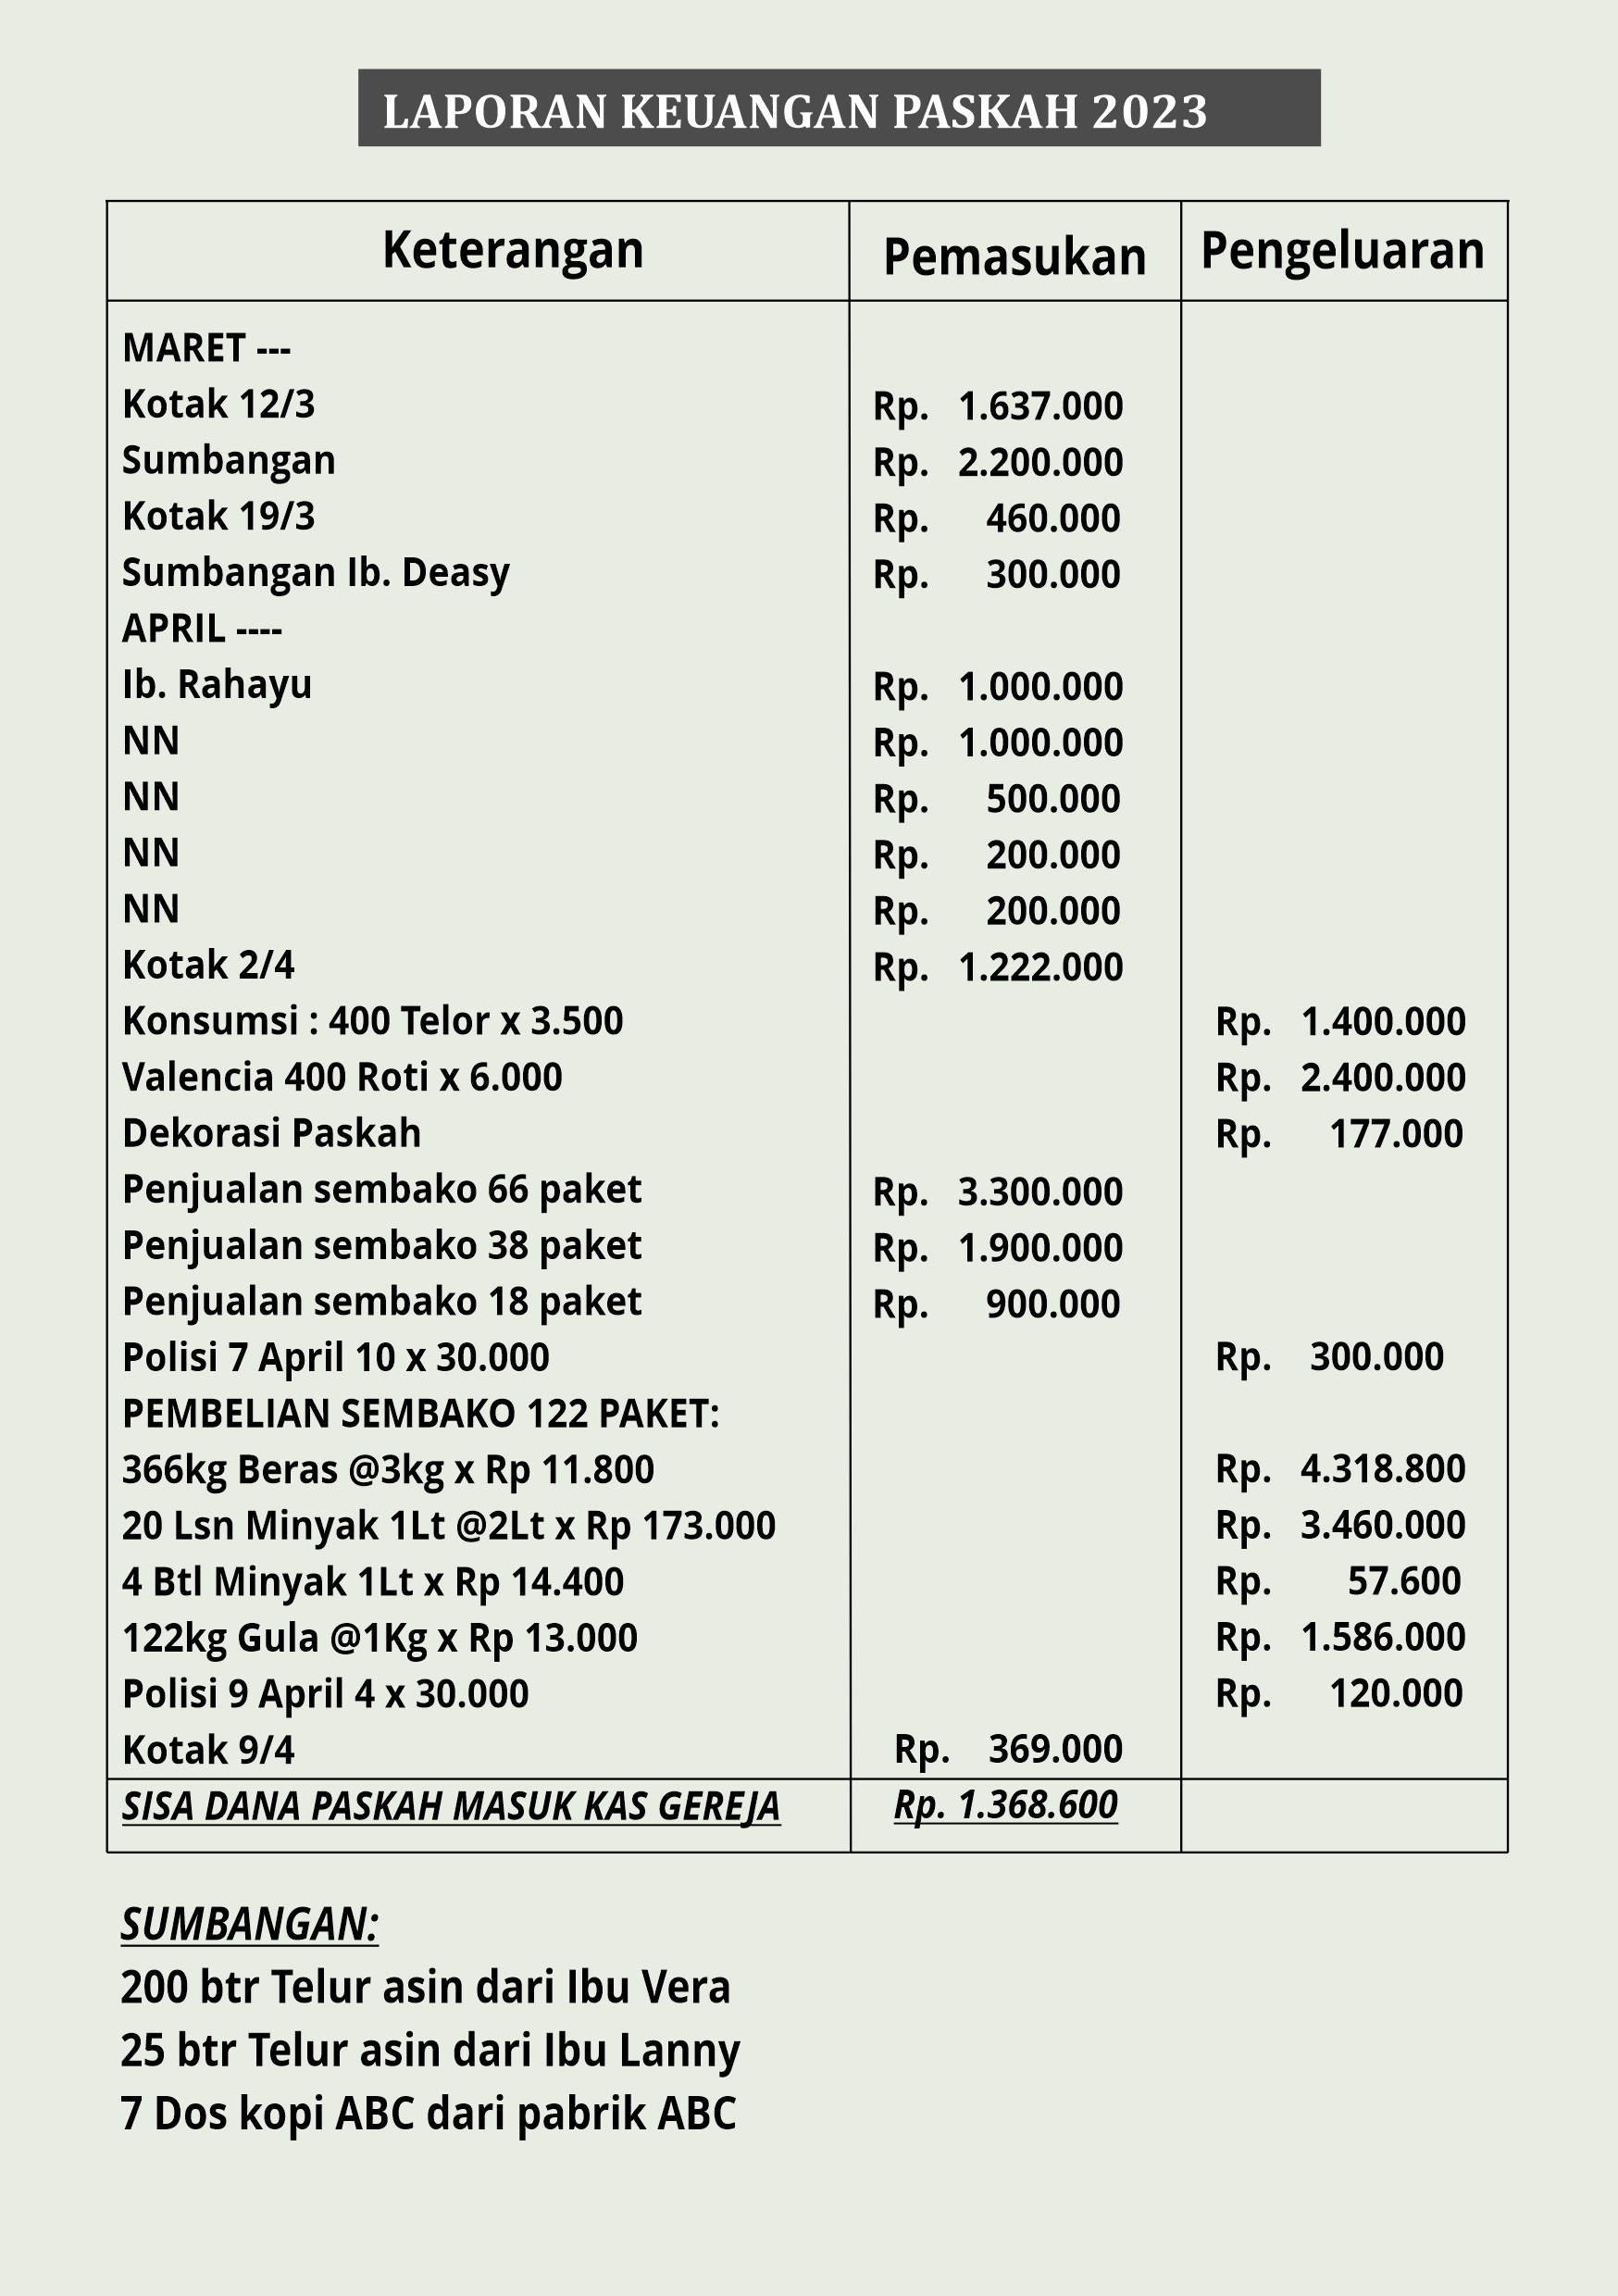 LAPORAN KEUANGAN PASKAH 2023
Keterangan Pemasukan Pengeluaran
MARET ---
Kotak 12/3 Rp. 1.637.000
Sumbangan Rp. 2.200.000
Kotak 19/3 Rp. 460.000
Sumbangan Ib. Deasy Rp. 300.000
APRIL ----
Ib. Rahayu Rp. 1.000.000
NN Rp. 1.000.000
NN Rp. 500.000
NN Rp. 200.000
NN Rp. 200.000
Kotak 2/4 Rp. 1.222.000
Konsumsi : 400 Telor x 3.500 Rp. 1.400.000
Valencia 400 Roti x 6.000 Rp. 2.400.000
Dekorasi Paskah Rp. 177.000
Penjualan sembako 66 paket Rp. 3.300.000
Penjualan sembako 38 paket Rp. 1.900.000
Penjualan sembako 18 paket Rp. 900.000
Polisi 7 April 10 x 30.000 Rp. 300.000
PEMBELIAN SEMBAKO 122 PAKET:
366kg Beras @3kg x Rp 11.800 Rp. 4.318.800
20 Lsn Minyak 1Lt @2Lt x Rp 173.000 Rp. 3.460.000
4 Btl Minyak 1Lt x Rp 14.400 Rp. 57.600
122kg Gula @1Kg x Rp 13.000 Rp. 1.586.000
Polisi 9 April 4 x 30.000 Rp. 120.000
Kotak 9/4 Rp. 369.000
SISA DANA PASKAH MASUK KAS GEREJA Rp. 1.368.600
SUMBANGAN:
200 btr Telur asin dari Ibu Vera
25 btr Telur asin dari Ibu Lanny
7 Dos kopi ABC dari pabrik ABC